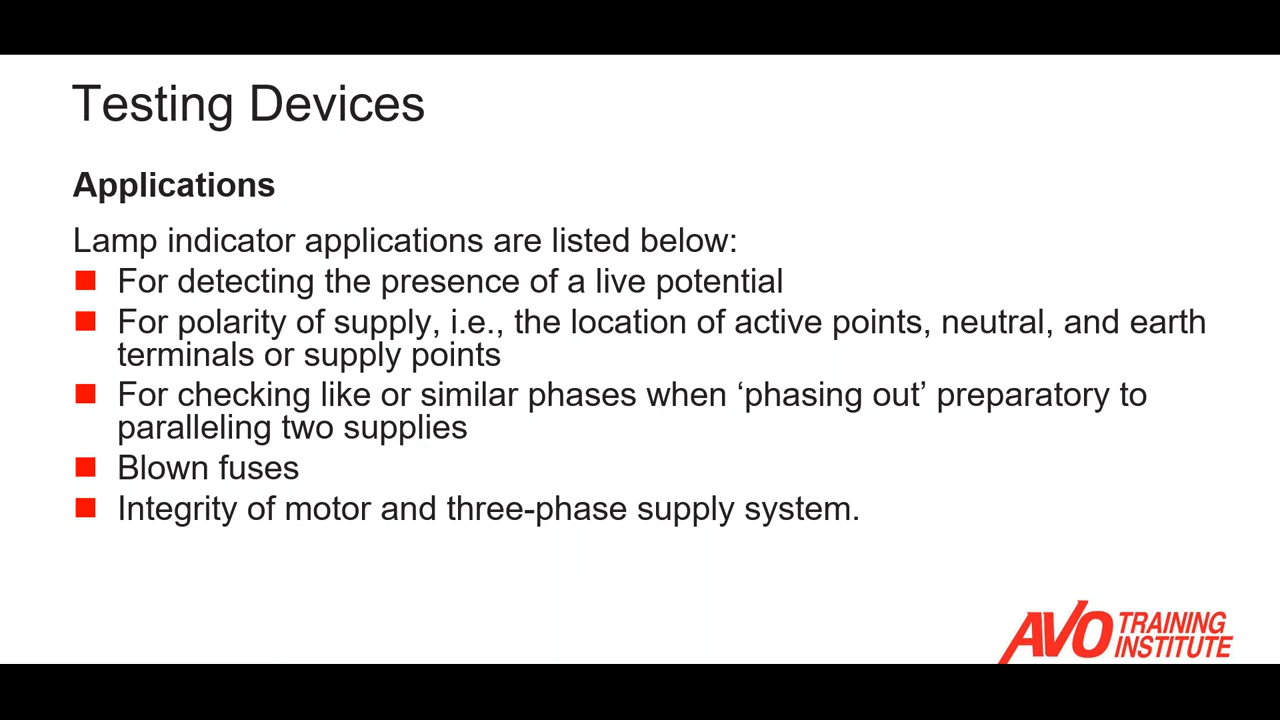 Testing Devices
Applications
Lamp indicator applications are listed below:
For detecting the presence of a live potential
For polarity of supply, i.e., the location of active points, neutral, and earth
terminals or supply points
For checking like or similar phases when ‘phasing out’ preparatory to
paralleling two supplies
Blown fuses
Integrity of motor and three-phase supply system.
AVO TRAINING
INSTITUTE